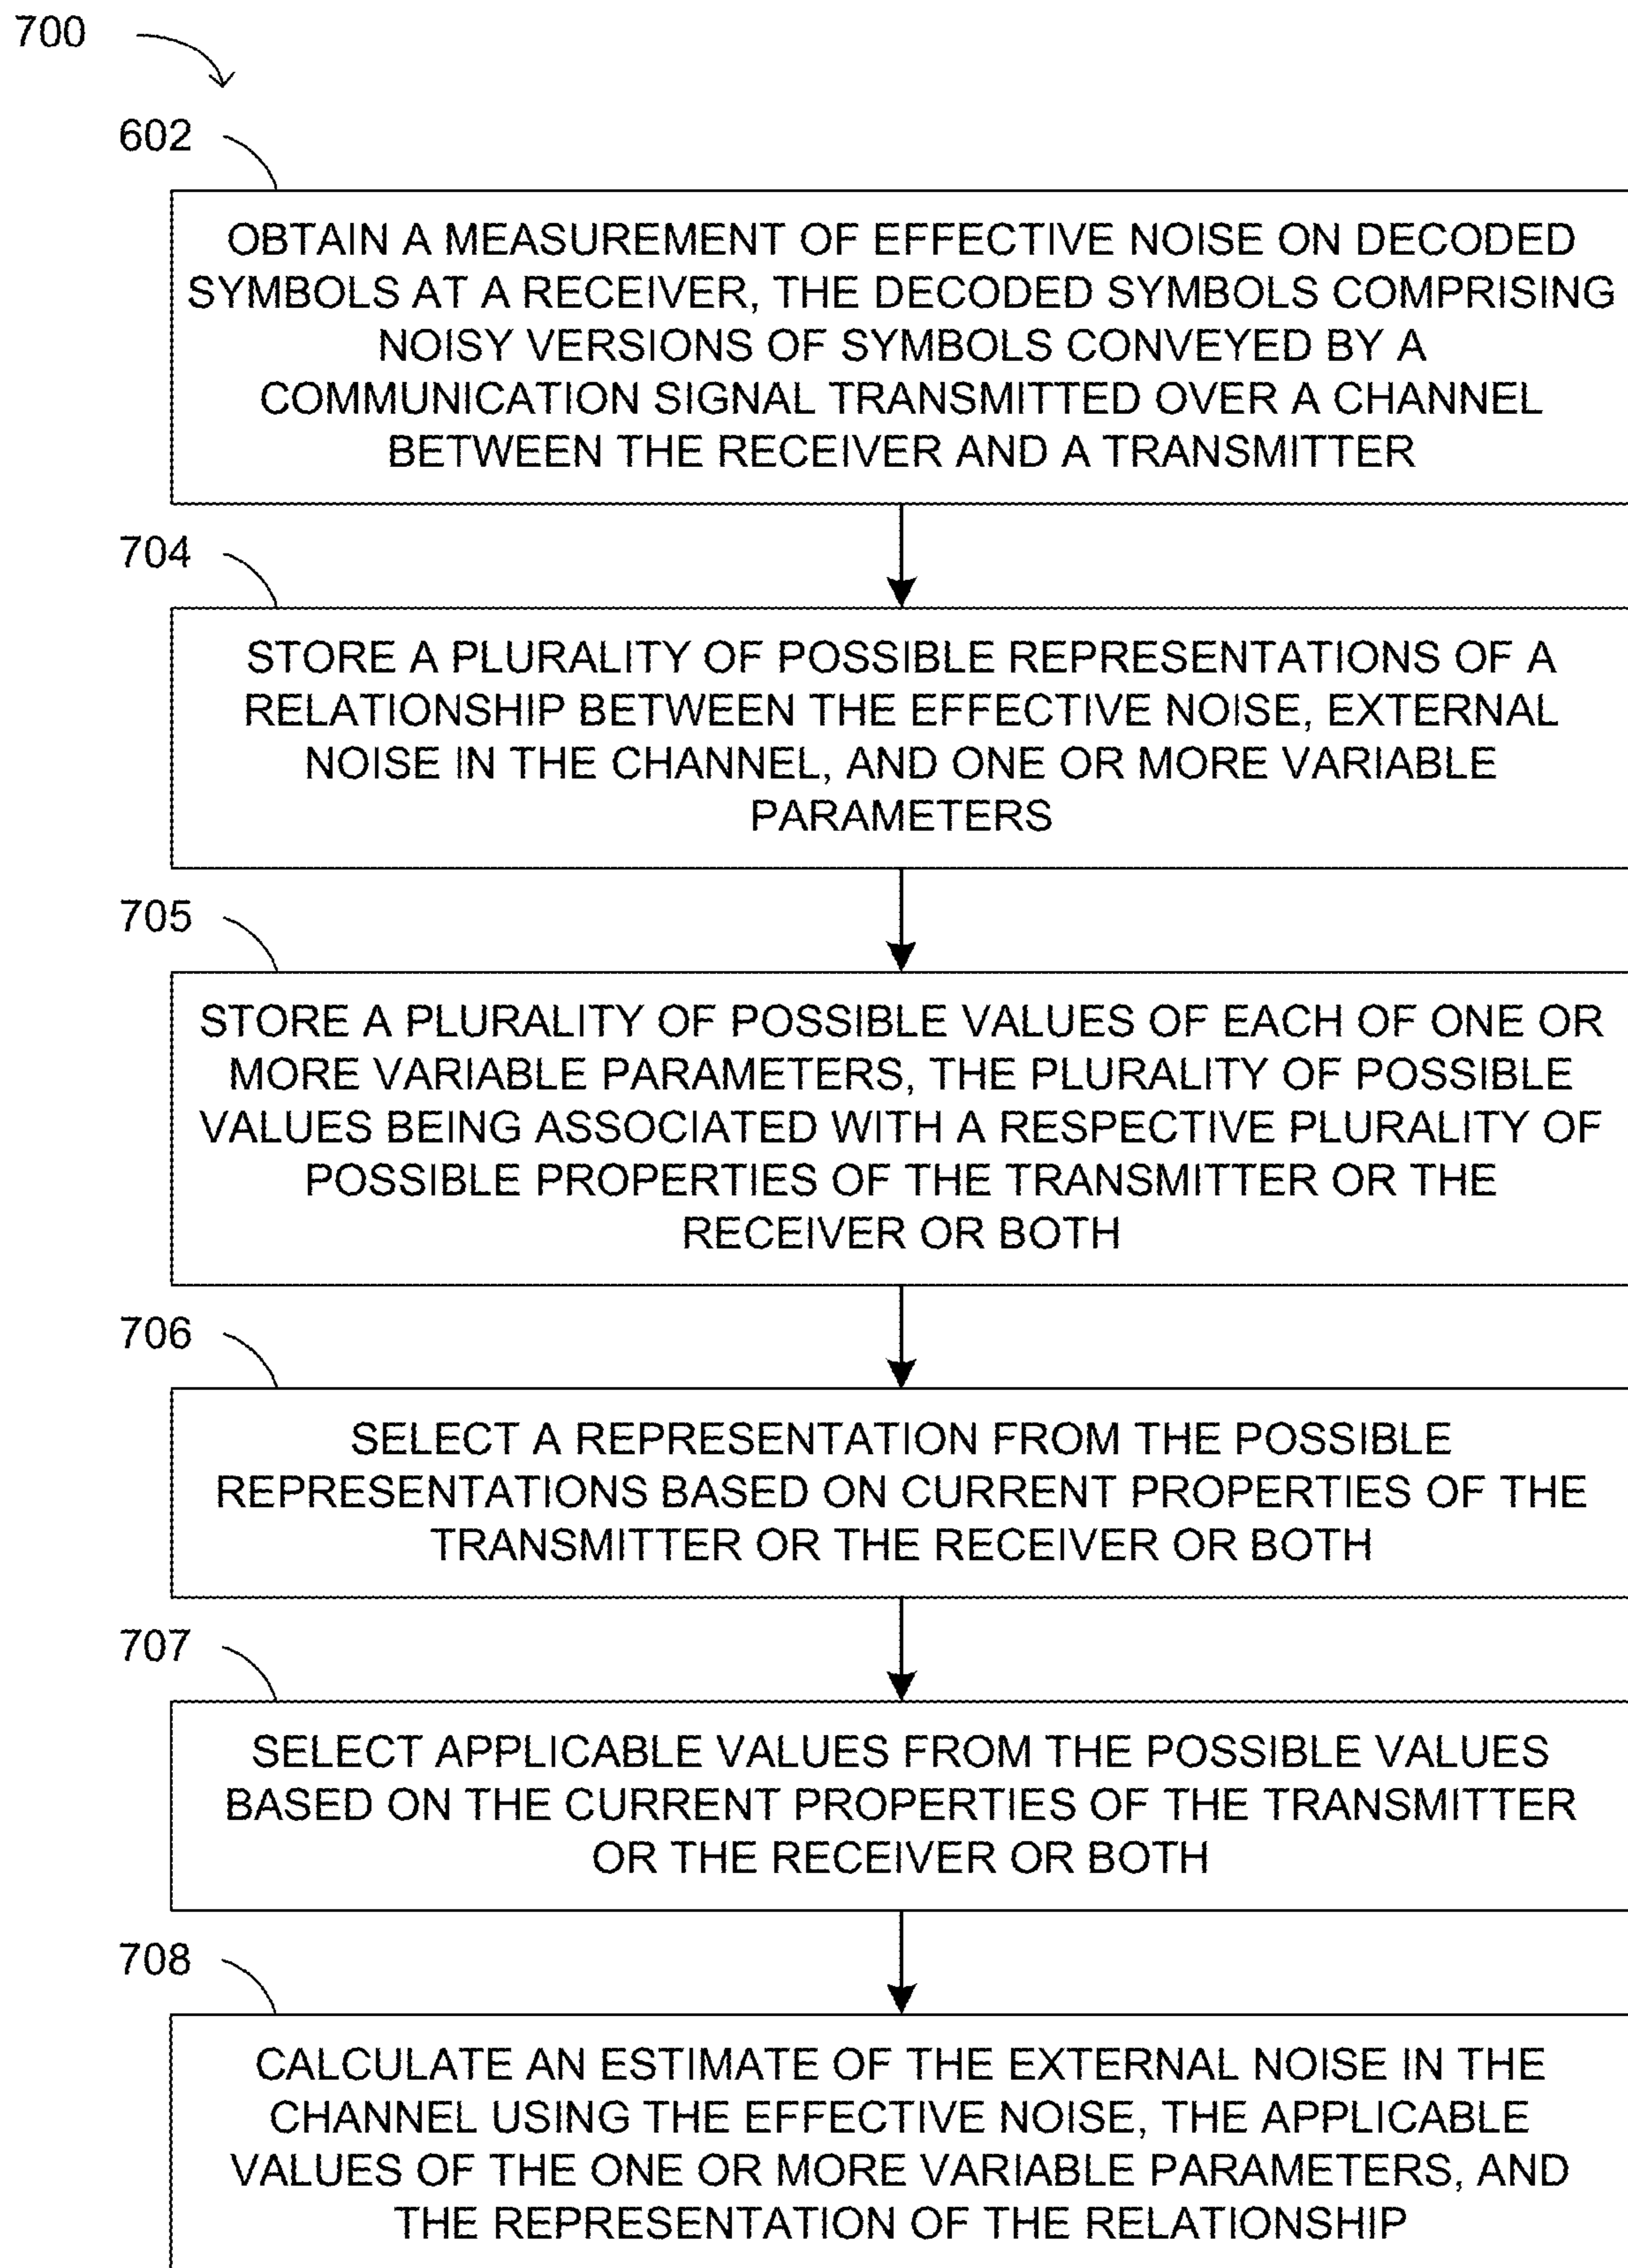 700
602
OBTAIN A MEASUREMENT OF EFFECTIVE NOISE ON DECODED
SYMBOLS AT A RECEIVER, THE DECODED SYMBOLS COMPRISING
NOISY VERSIONS OF SYMBOLS CONVEYED BY A
COMMUNICATION SIGNAL TRANSMITTED OVER A CHANNEL
BETWEEN THE RECEIVER AND A TRANSMITTER
704
STORE A PLURALITY OF POSSIBLE REPRESENTATIONS OF A
RELATIONSHIP BETWEEN THE EFFECTIVE NOISE, EXTERNAL
NOISE IN THE CHANNEL, AND ONE OR MORE VARIABLE
PARAMETERS
705
STORE A PLURALITY OF POSSIBLE VALUES OF EACH OF ONE OR
MORE VARIABLE PARAMETERS, THE PLURALITY OF POSSIBLE
VALUES BEING ASSOCIATED WITH A RESPECTIVE PLURALITY OF
POSSIBLE PROPERTIES OF THE TRANSMITTER OR THE
RECEIVER OR BOTH
706
SELECT A REPRESENTATION FROM THE POSSIBLE
REPRESENTATIONS BASED ON CURRENT PROPERTIES OF THE
TRANSMITTER OR THE RECEIVER OR BOTH
707
SELECT APPLICABLE VALUES FROM THE POSSIBLE VALUES
BASED ON THE CURRENT PROPERTIES OF THE TRANSMITTER
OR THE RECEIVER OR BOTH
708
CALCULATE AN ESTIMATE OF THE EXTERNAL NOISE IN THE
CHANNEL USING THE EFFECTIVE NOISE, THE APPLICABLE
VALUES OF THE ONE OR MORE VARIABLE PARAMETERS, AND
THE REPRESENTATION OF THE RELATIONSHIP